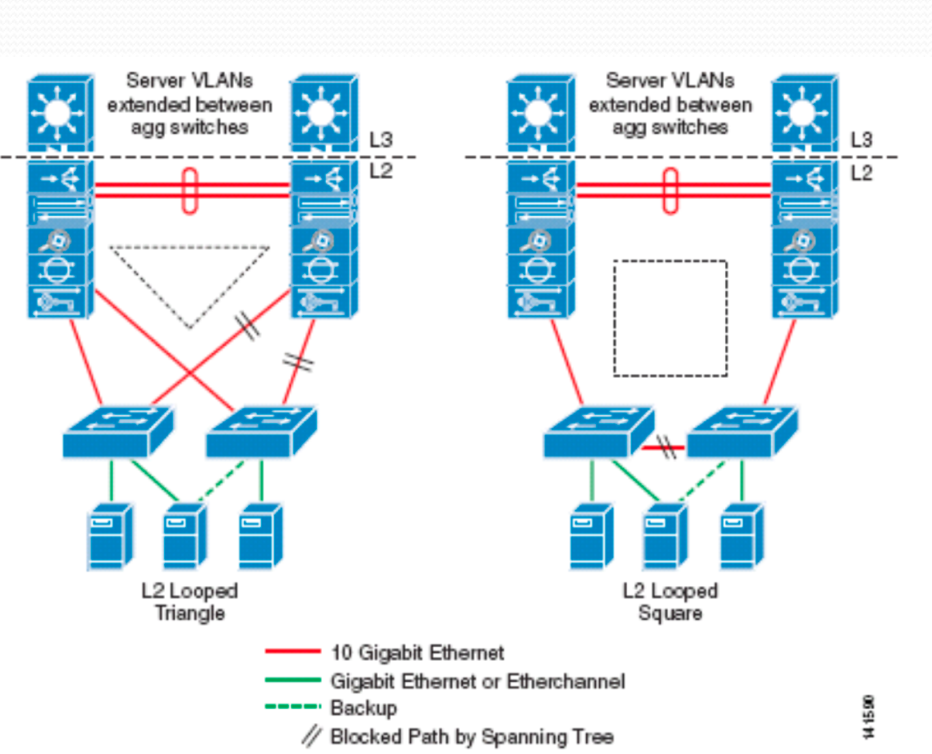 Server VLANs
extended between
agg switches
L3
L2
L2 Looped
Triangle
Server VLANs
extended between
agg switches
L3
L2
L2 Looped
Square
10 Gigabit Ethernet
Gigabit Ethernet or Etherchannel
Backup
Blocked Path by Spanning Tree
141590